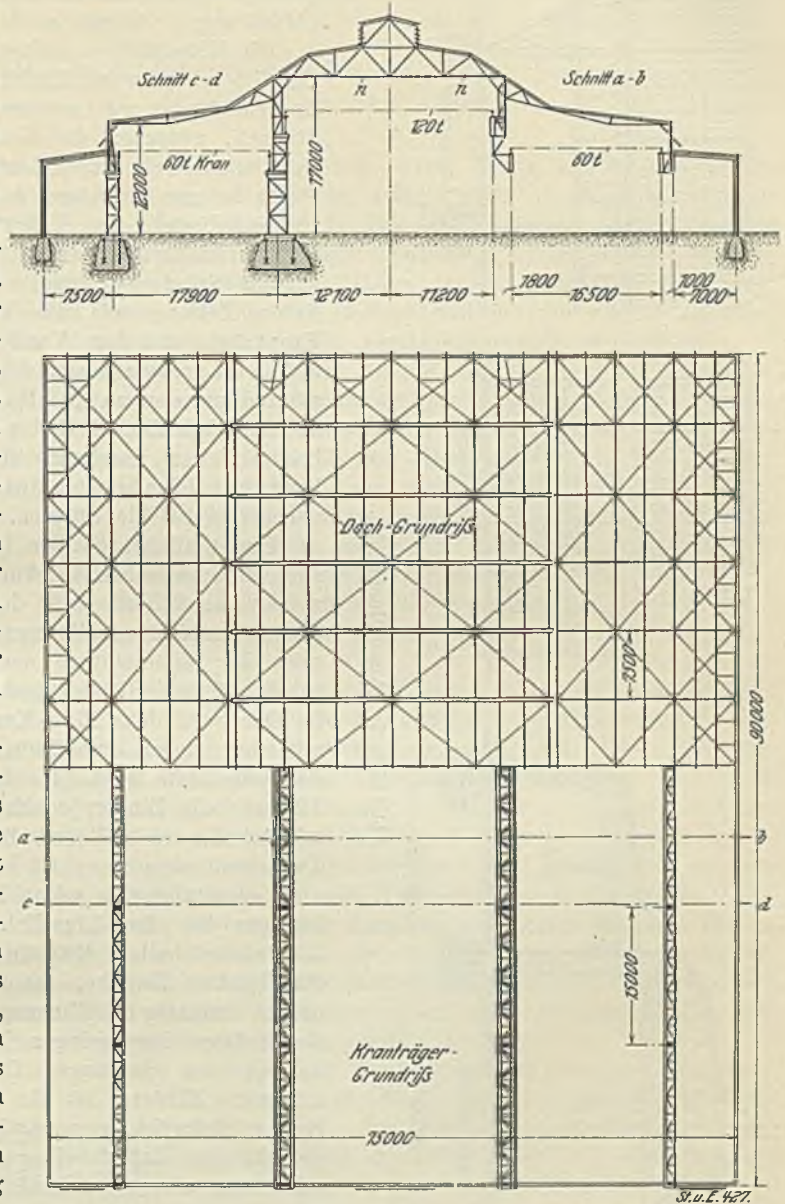 Schnitt c-d
Schnitt a-b
n
n
120t
60t Kran
60t
12000
17000
7500
17900
12100
11200
1800
16500
1000
7000
Dach-Grundriß
7500
90000
a
b
c
d
15000
Kranträger-
Grundriß
75000
St.u.E.427.